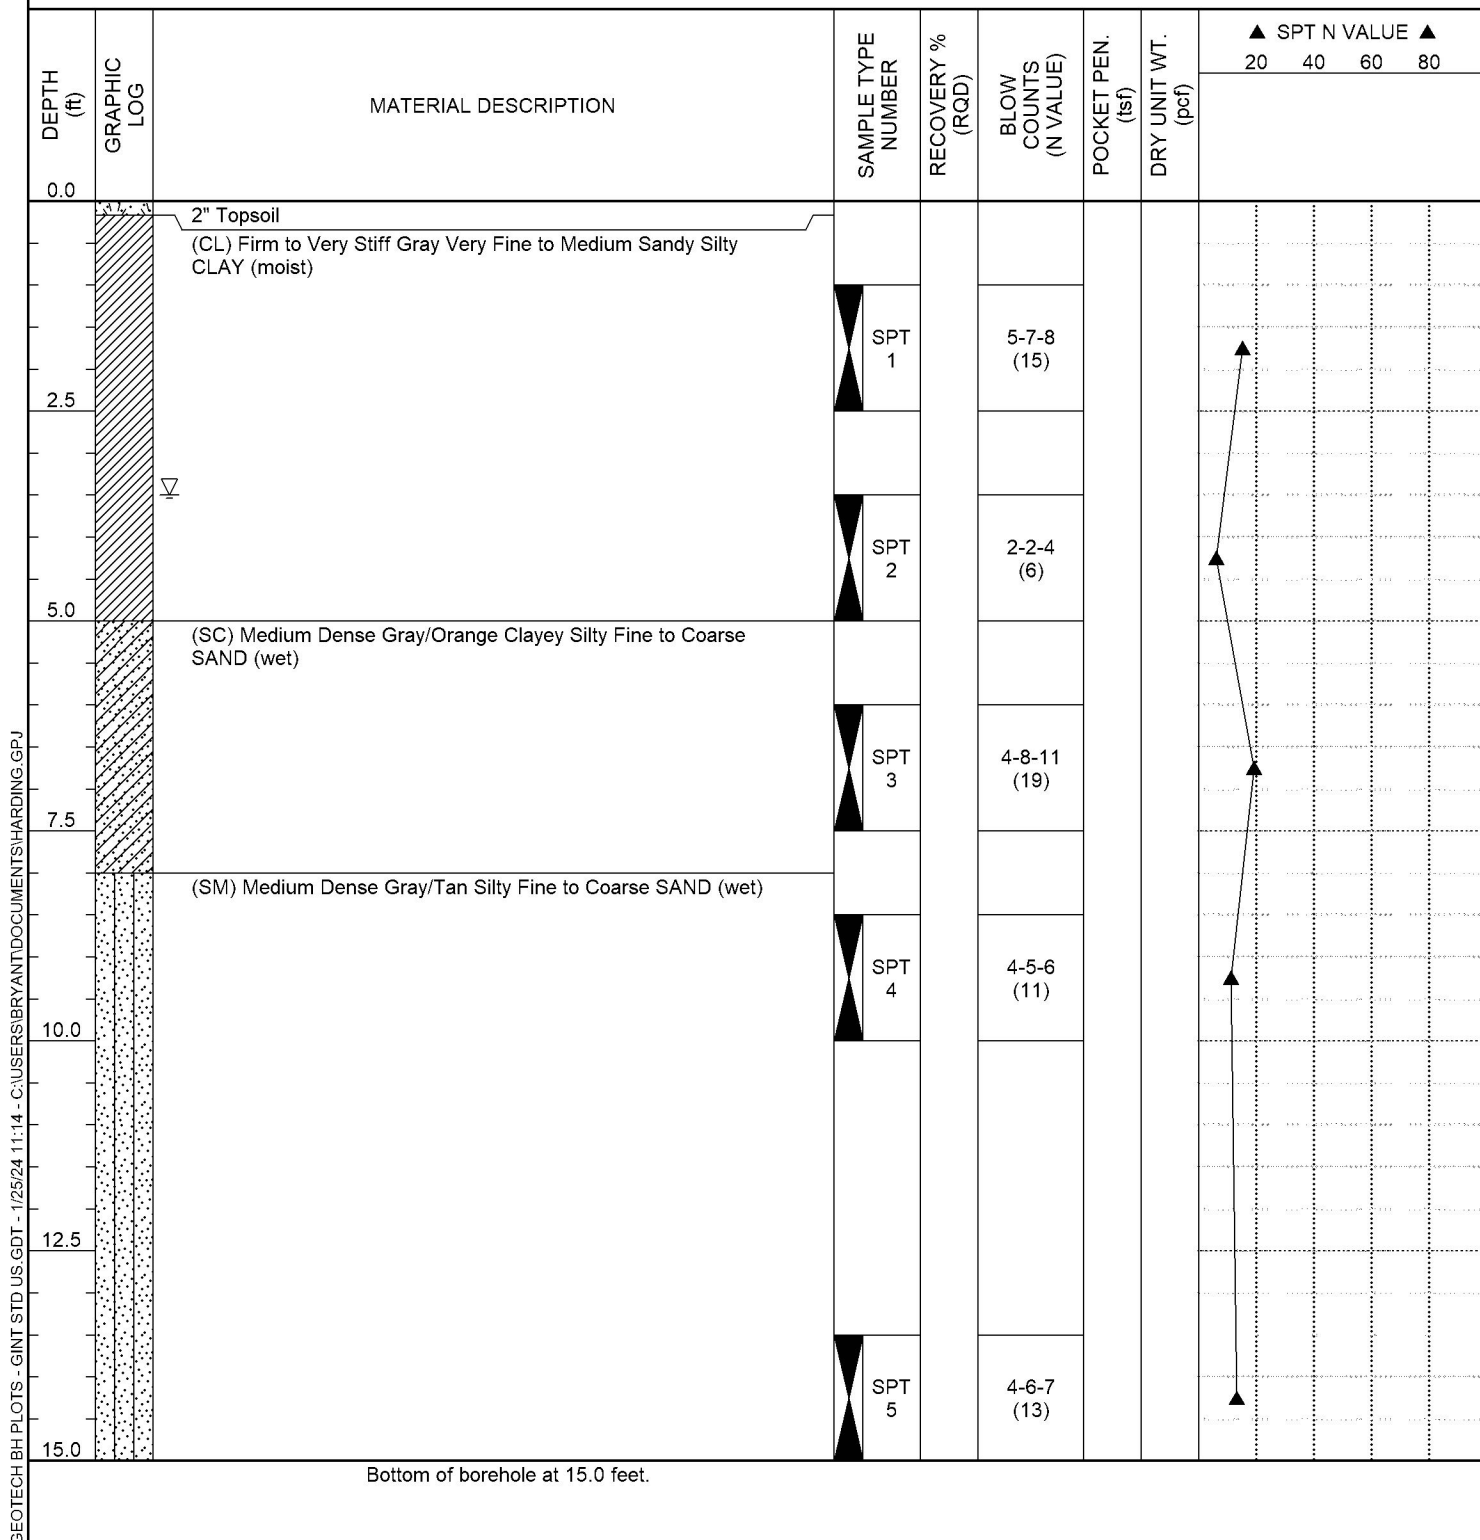 DEPTH
(ft)
GRAPHIC
LOG
MATERIAL DESCRIPTION
SAMPLE TYPE
NUMBER
RECOVERY %
(RQD)
BLOW
COUNTS
(N VALUE)
POCKET PEN.
(tsf)
DRY UNIT WT.
(pcf)
▲ SPT N VALUE ▲
20 40 60 80
0.0
2" Topsoil
(CL) Firm to Very Stiff Gray Very Fine to Medium Sandy Silty
CLAY (moist)
SPT
1
5-7-8
(15)
2.5
SPT
2
2-2-4
(6)
5.0
(SC) Medium Dense Gray/Orange Clayey Silty Fine to Coarse
SAND (wet)
SPT
3
4-8-11
(19)
7.5
(SM) Medium Dense Gray/Tan Silty Fine to Coarse SAND (wet)
SPT
4
4-5-6
(11)
10.0
12.5
SPT
5
4-6-7
(13)
15.0
Bottom of borehole at 15.0 feet.
GEOTECH BH PLOTS - GINT STD US.GDT - 1/25/24 11:14 - C:\USERS\BRYANT\DOCUMENTS\HARDING.GPJ